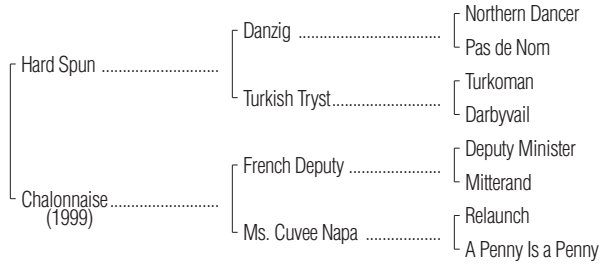 Northern Dancer
Danzig ................................
Pas de Nom
Hard Spun ..........................
Turkoman
Turkish Tryst........................
Darbyvail
Deputy Minister
French Deputy .....................
Mitterand
Chalonnaise........................
(1999)
Relaunch
Ms. Cuvee Napa .................
A Penny Is a Penny